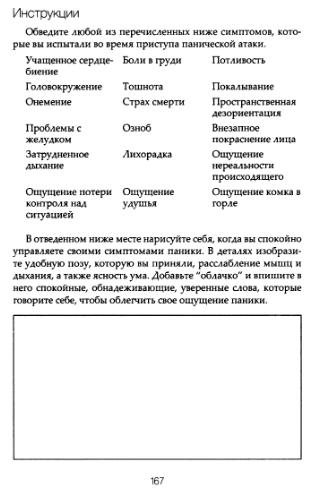 Инструкции
Обведите любой из перечисленных ниже симптомов, кото-
рые вы испытали во время приступа панической атаки.
Учащенное сердце-
биение
Боли в груди
Потливость
Головокружение
Тошнота
Покалывание
Онемение
Страх смерти
Пространственная
дезориентация
Проблемы с
желудком
Озноб
Внезапное
покраснение лица
Затрудненное
дыхание
Лихорадка
Ощущение
нереальности
происходящего
Ощущение потери
контроля над
ситуацией
Ощущение
удушья
Ощущение комка в
горле
В отведенном ниже месте нарисуйте себя, когда вы спокойно
управляете своими симптомами паники. В деталях изобрази-
те удобную позу, которую вы приняли, расслабление мышц и
дыхания, а также ясность ума. Добавьте "облачко" и впишите в
него спокойные, обнадеживающие, уверенные слова, которые
говорите себе, чтобы облегчить свое ощущение паники.
167